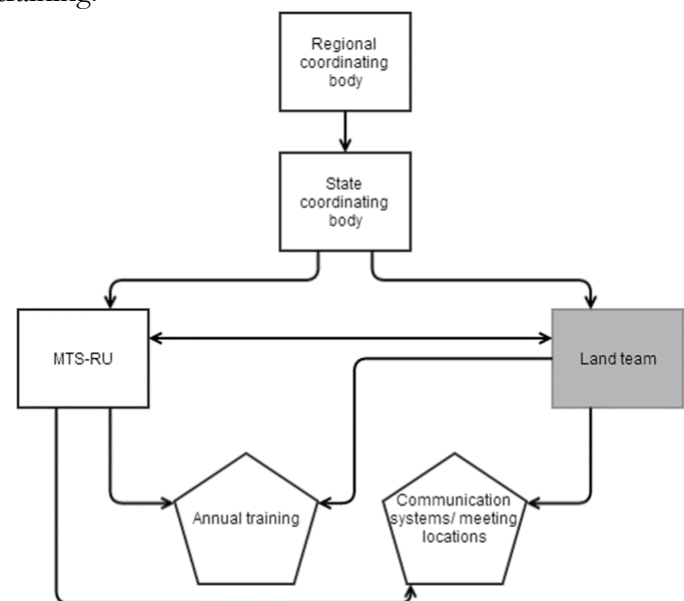 training.
Regional
coordinating
body
State
coordinating
body
MTS-RU
Land team
Annual training
Communication
systems/ meeting
locations